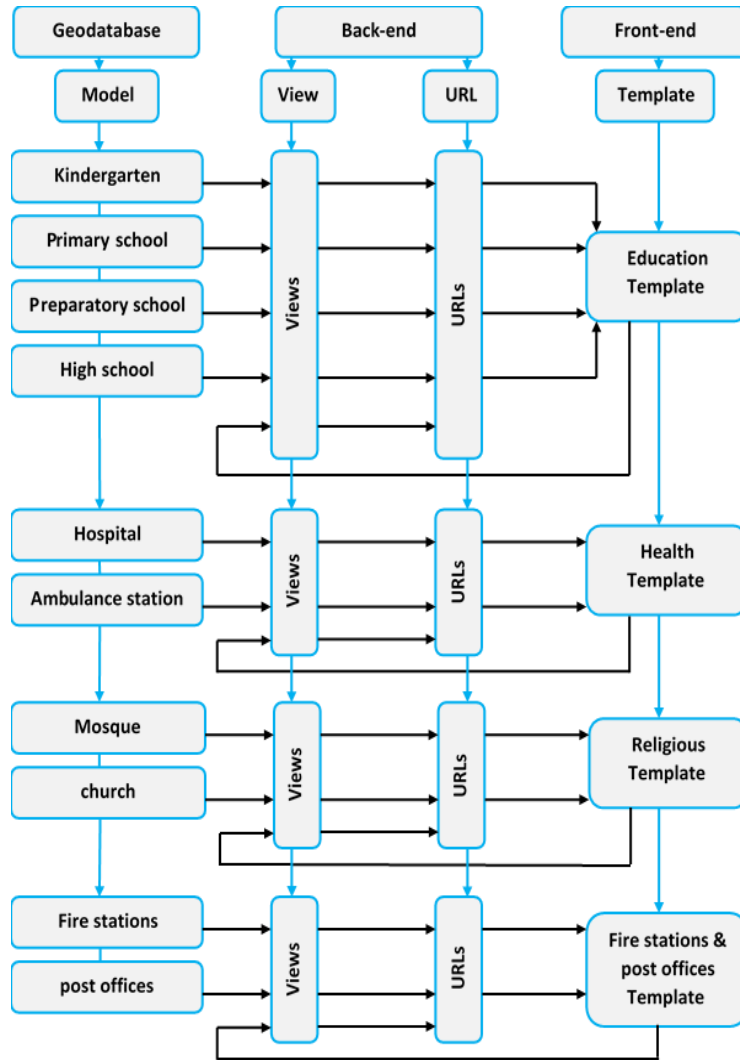 Geodatabase
Back-end
Front-end
Model
View
URL
Template
Kindergarten
Primary school
Preparatory school
High school
Views
URLs
Education
Template
Hospital
Ambulance station
Views
URLs
Health
Template
Mosque
church
Views
URLs
Religious
Template
Fire stations
post offices
Views
URLs
Fire stations &
post offices
Template